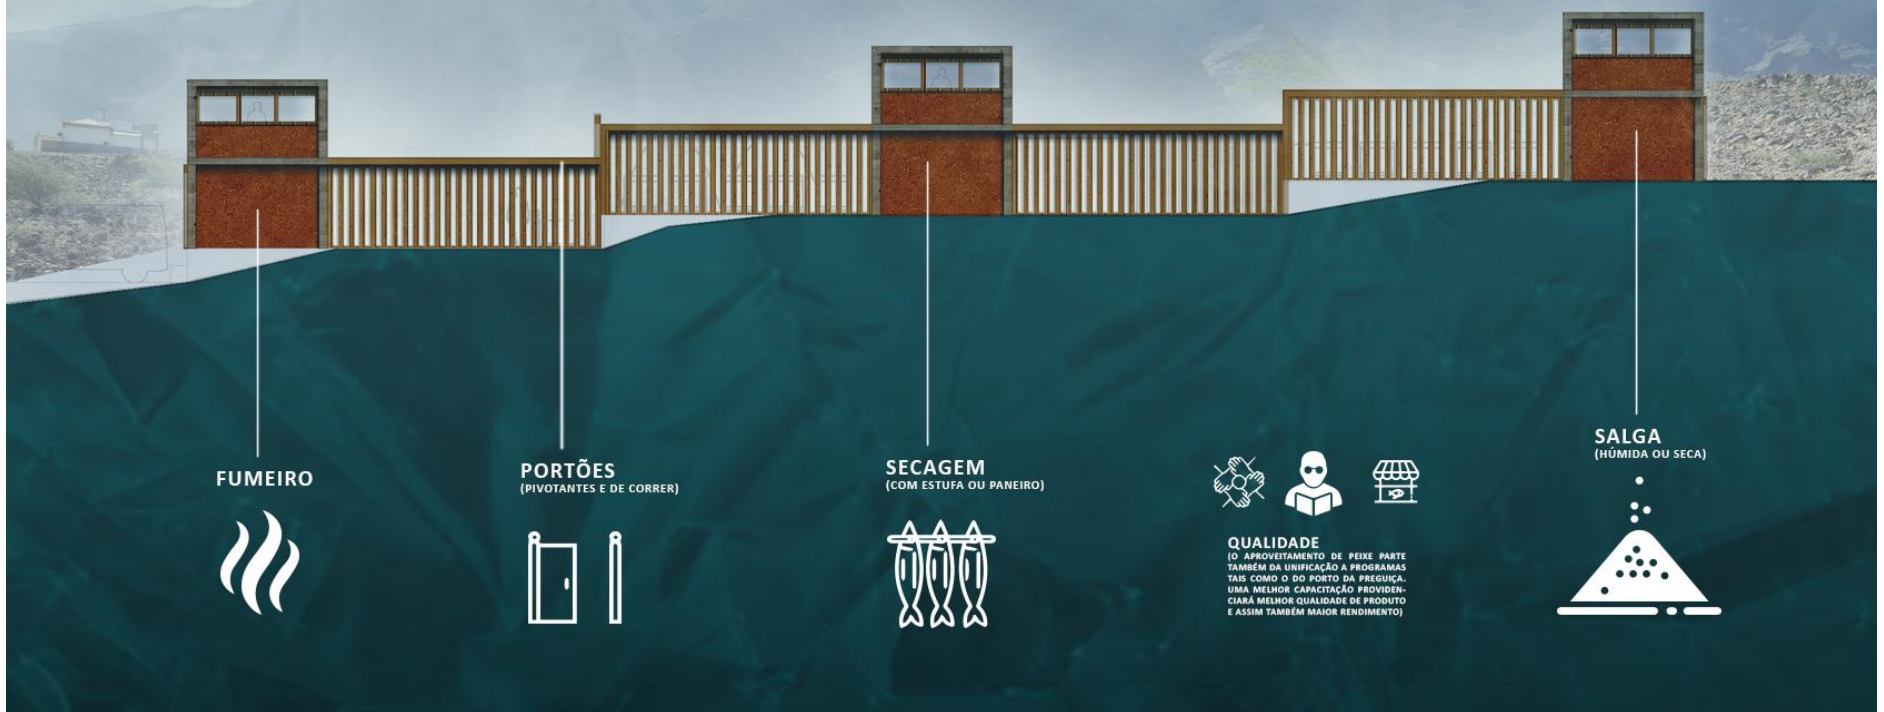 FUMEIRO
PORTÕES
(PIVOTANTES E DE CORRER)
SECAGEM
(COM ESTUFA OU PANEIRO)
QUALIDADE
(O APROVEITAMENTO DE PEIXE PARTE
TAMBÉM DA UNIFICAÇÃO A PROGRAMAS
TAIS COMO O DO PORTO DA PREGUIÇA.
UMA MELHOR CAPACITAÇÃO PROVIDEN-
CIARÁ MELHOR QUALIDADE DE PRODUTO
E ASSIM TAMBÉM MAIOR RENDIMENTO)
SALGA
(HÚMIDA OU SECA)